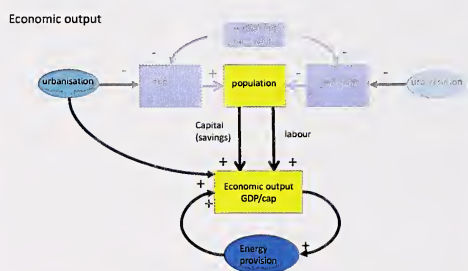 Economic output
urbanisation
population
Capital
(savings)
labour
Economic output
GDP/cap
Energy
provision
- - - -
- + - -
+ +
+
+
+